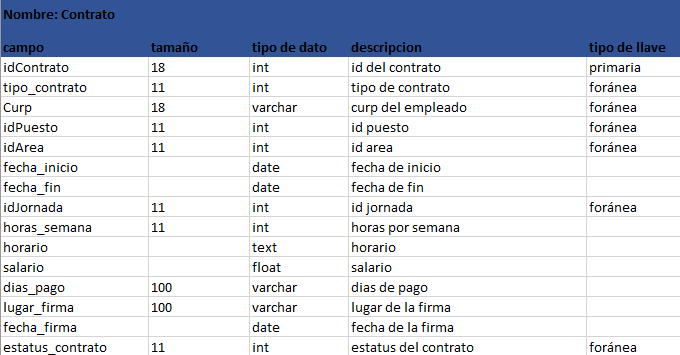 Nombre: Contrato
campo tamaño tipo de dato descripcion tipo de llave
idContrato 18 int id del contrato primaria
tipo_contrato 11 int tipo de contrato foránea
Curp 18 varchar curp del empleado foránea
idPuesto 11 int id puesto foránea
idArea 11 int id area foránea
fecha_inicio date fecha de inicio
fecha_fin date fecha de fin
idJornada 11 int id jornada foránea
horas_semana 11 int horas por semana
horario text horario
salario float salario
dias_pago 100 varchar dias de pago
lugar_firma 100 varchar lugar de la firma
fecha_firma date fecha de la firma
estatus_contrato 11 int estatus del contrato foránea